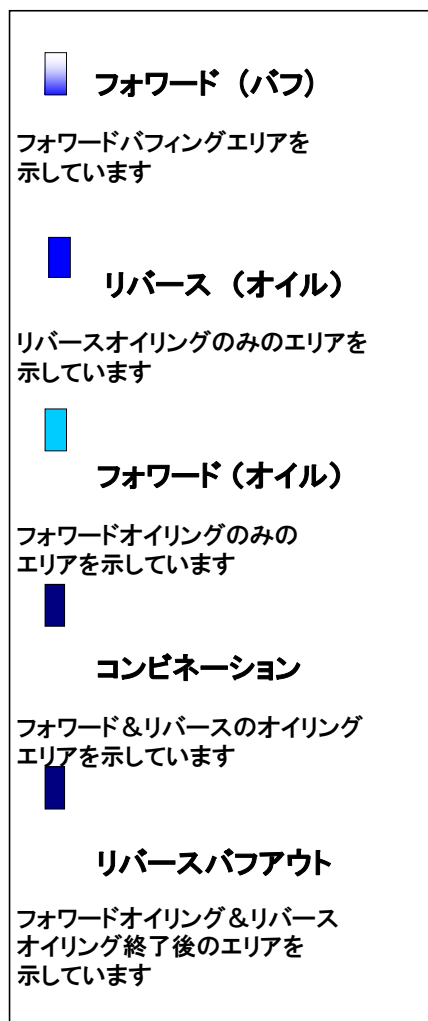 フォワード （バフ）
フォワードバフィングエリアを
示しています
リバース （オイル）
リバースオイリングのみのエリアを
示しています
フォワード （オイル）
フォワードオイリングのみの
エリアを示しています
コンビネーション
フォワード＆リバースのオイリング
エリアを示しています
リバースバフアウト
フォワードオイリング＆リバース
オイリング終了後のエリアを
示しています